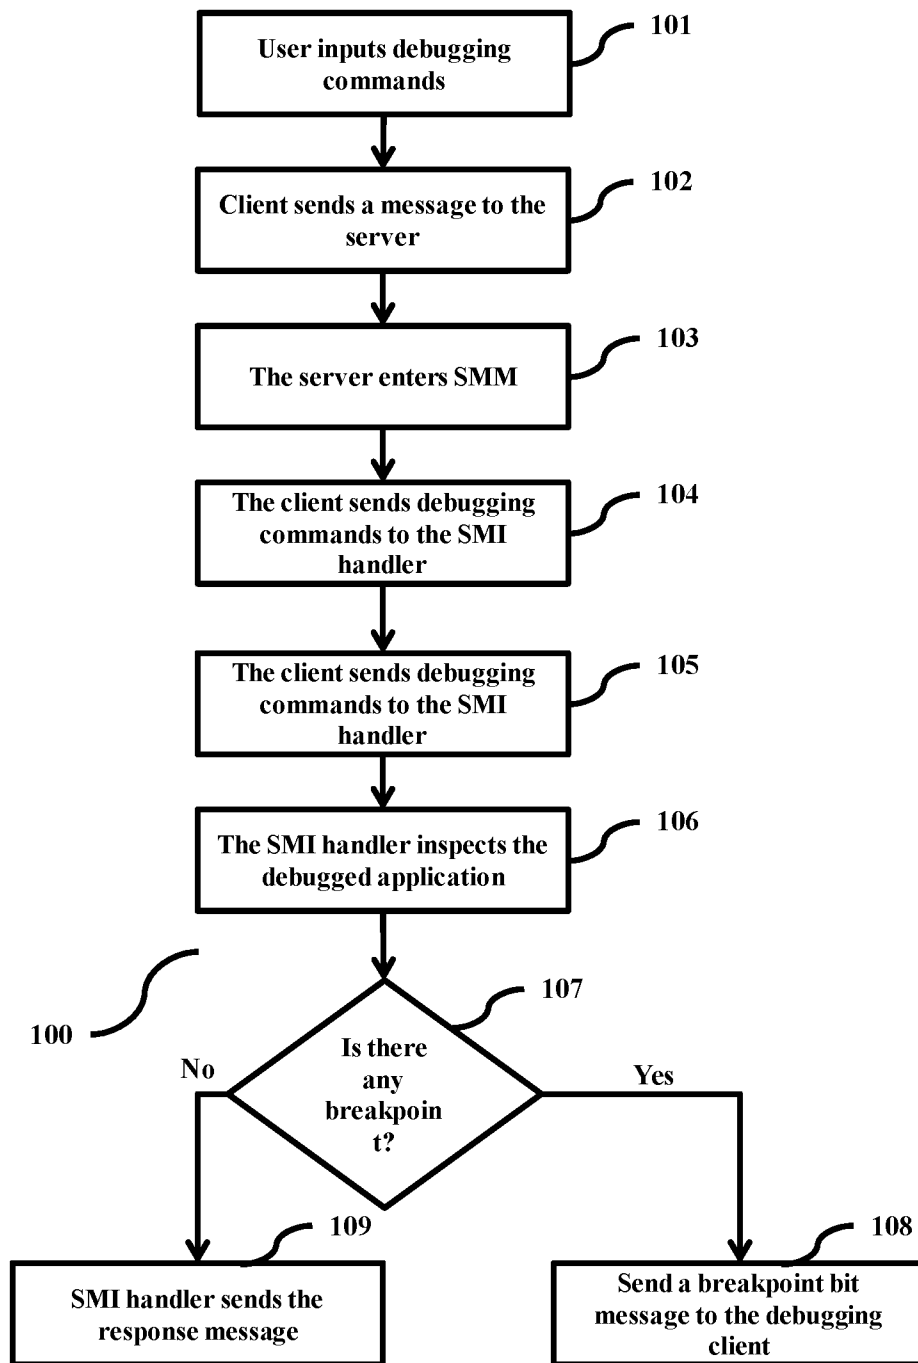 User inputs debugging
commands
101
Client sends a message to the
server
102
The server enters SMM
103
The client sends debugging
commands to the SMI
handler
104
The client sends debugging
commands to the SMI
handler
105
The SMI handler inspects the
debugged application
106
100
107
Is there
any
breakpoin
t?
No
Yes
109
SMI handler sends the
response message
108
Send a breakpoint bit
message to the debugging
client